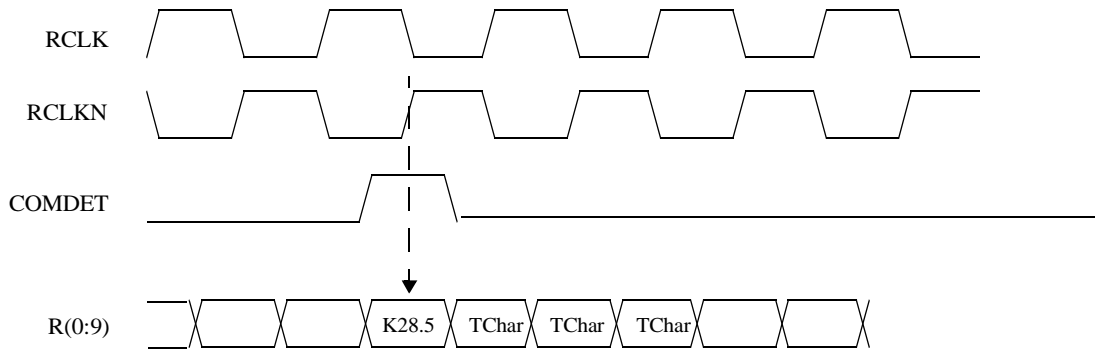 RCLK
RCLKN
COMDET
R(0:9) K28.5 TChar TChar TChar